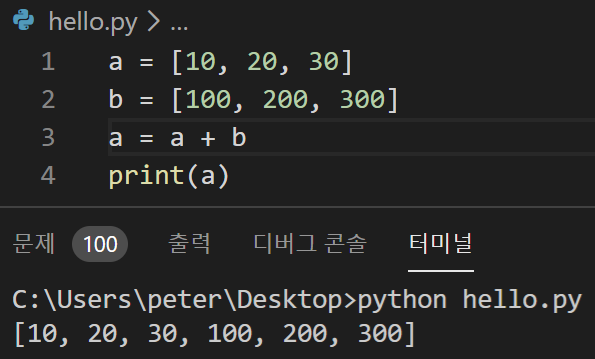 hello.py > ...
1 a = [10, 20, 30]
2 b = [100, 200, 300]
3 a = a + b
4 print(a)
문제 100 출력 디버그 콘솔 터미널
C:\Users\peter\Desktop>python hello.py
[10, 20, 30, 100, 200, 300]